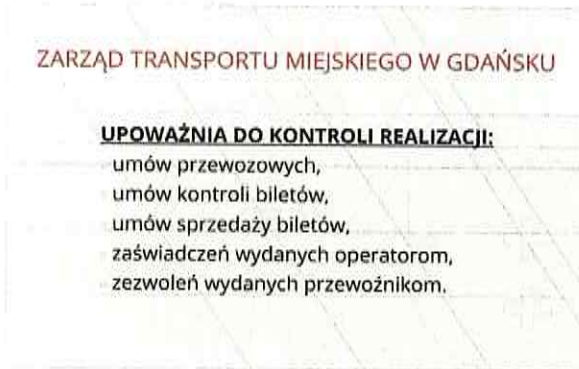 ZARZĄD TRANSPORTU MIEJSKIEGO W GDAŃSKU
UPOWAŻNIA DO KONTROLI REALIZACJI:
umów przewozowych,
umów kontroli biletów,
umów sprzedaży biletów,
zaświadczeń wydanych operatorom,
zezwoleń wydanych przewoźnikom.